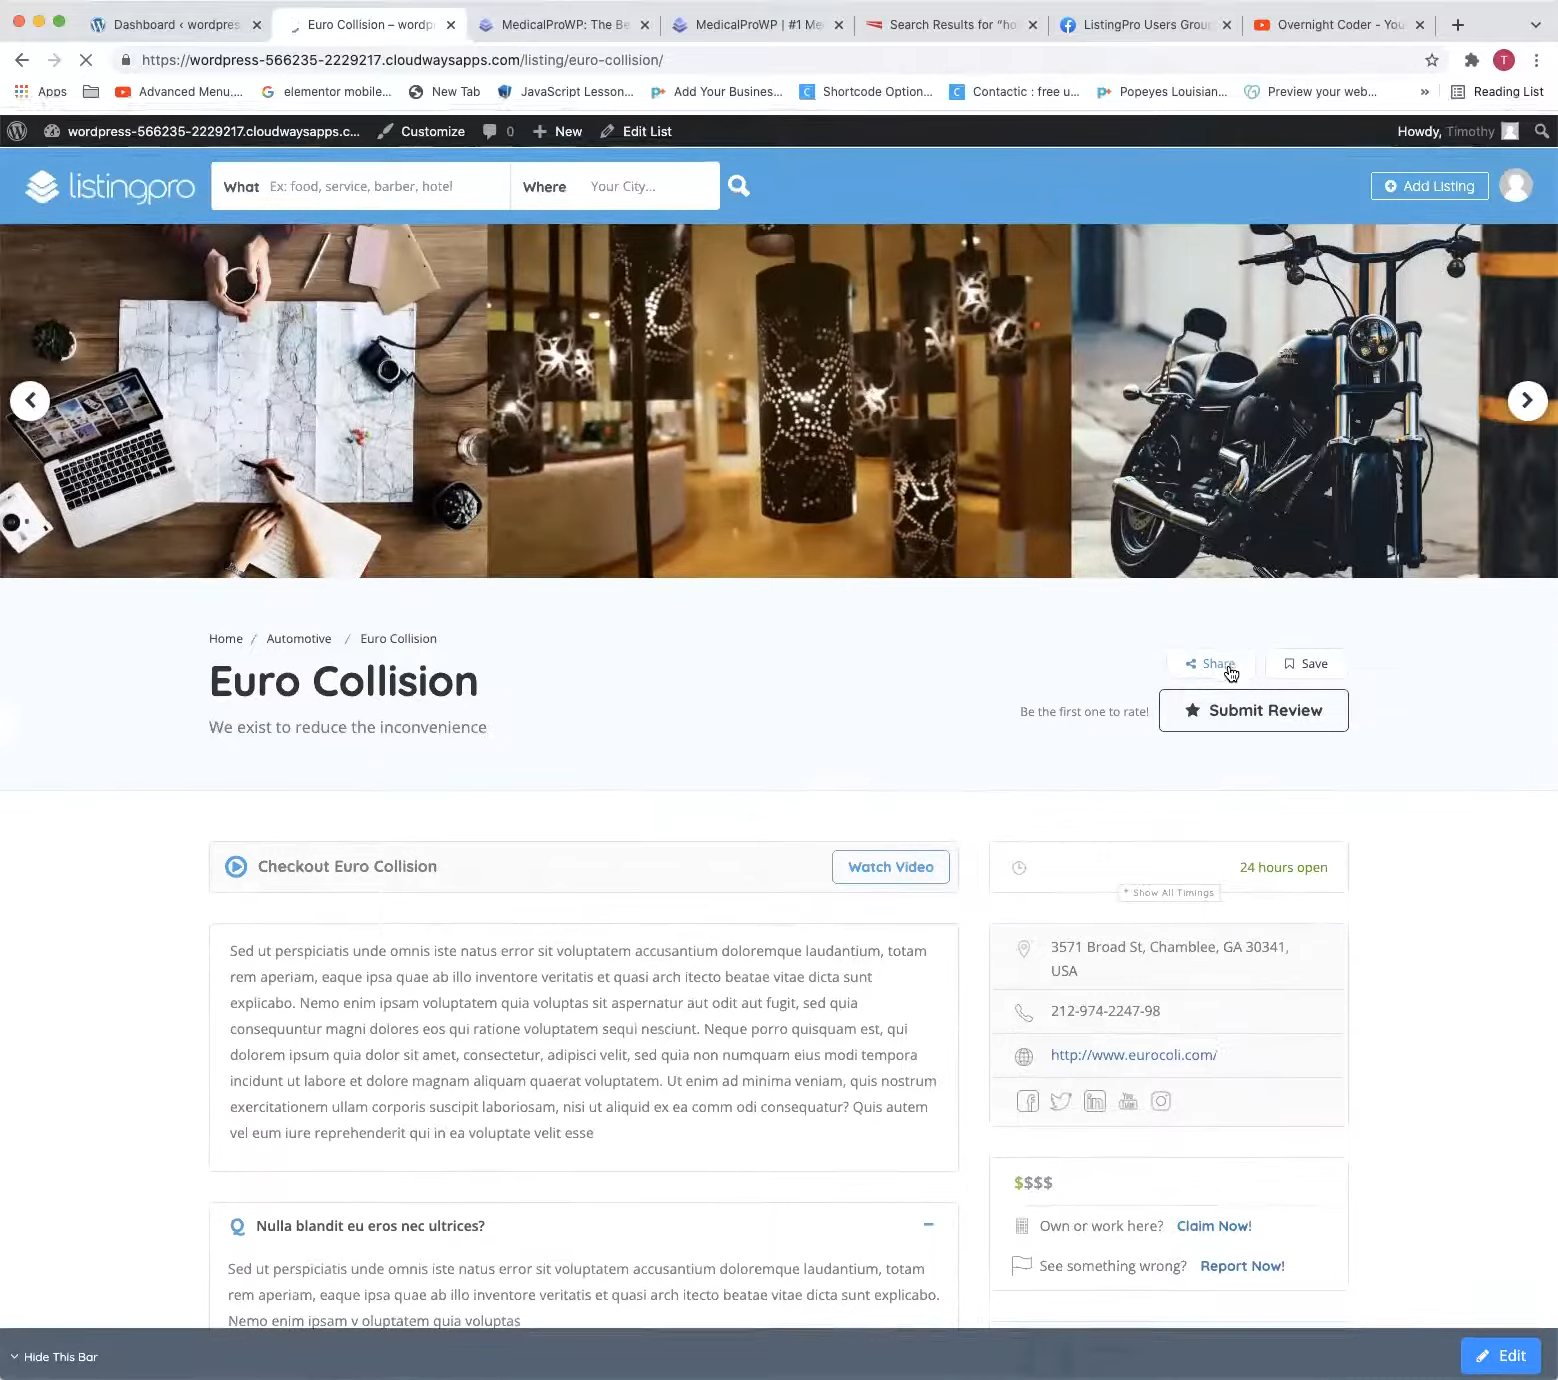 Dashboard ‹ wordpres
Euro Collision – wordp
MedicalProWP: The Be
MedicalProWP | #1 Me
Search Results for “ho
ListingPro Users Grou
Overnight Coder - You
https://wordpress-566235-2229217.cloudwaysapps.com/listing/euro-collision/
T
Apps
Advanced Menu,...
elementor mobile...
New Tab
JavaScript Lesson...
Add Your Busines...
Shortcode Option...
Contactic : free u...
Popeyes Louisian...
Preview your web...
»
Reading List
wordpress-566235-2229217.cloudwaysapps.c...
Customize
0
New
Edit List
Howdy, Timothy
listingpro
What Ex: food, service, barber, hotel
Where Your City...
Add Listing
Home / Automotive / Euro Collision
Euro Collision
We exist to reduce the inconvenience
Share
Save
Be the first one to rate!
Submit Review
Checkout Euro Collision
Watch Video
Sed ut perspiciatis unde omnis iste natus error sit voluptatem accusantium doloremque laudantium, totam
rem aperiam, eaque ipsa quae ab illo inventore veritatis et quasi arch itecto beatae vitae dicta sunt
explicabo. Nemo enim ipsam voluptatem quia voluptas sit aspernatur aut odit aut fugit, sed quia
consequuntur magni dolores eos qui ratione voluptatem sequi nesciunt. Neque porro quisquam est, qui
dolorem ipsum quia dolor sit amet, consectetur, adipisci velit, sed quia non numquam eius modi tempora
incidunt ut labore et dolore magnam aliquam quaerat voluptatem. Ut enim ad minima veniam, quis nostrum
exercitationem ullam corporis suscipit laboriosam, nisi ut aliquid ex ea comm odi consequatur? Quis autem
vel eum iure reprehenderit qui in ea voluptate velit esse
Q Nulla blandit eu eros nec ultrices?
Sed ut perspiciatis unde omnis iste natus error sit voluptatem accusantium doloremque laudantium, totam
rem aperiam, eaque ipsa quae ab illo inventore veritatis et quasi arch itecto beatae vitae dicta sunt explicabo.
Nemo enim ipsam v oluptatem quia voluptas
24 hours open
+ Show All Timings
3571 Broad St, Chamblee, GA 30341,
USA
212-974-2247-98
http://www.eurocoli.com/
$$$$
Own or work here? Claim Now!
See something wrong? Report Now!
Hide This Bar
Edit